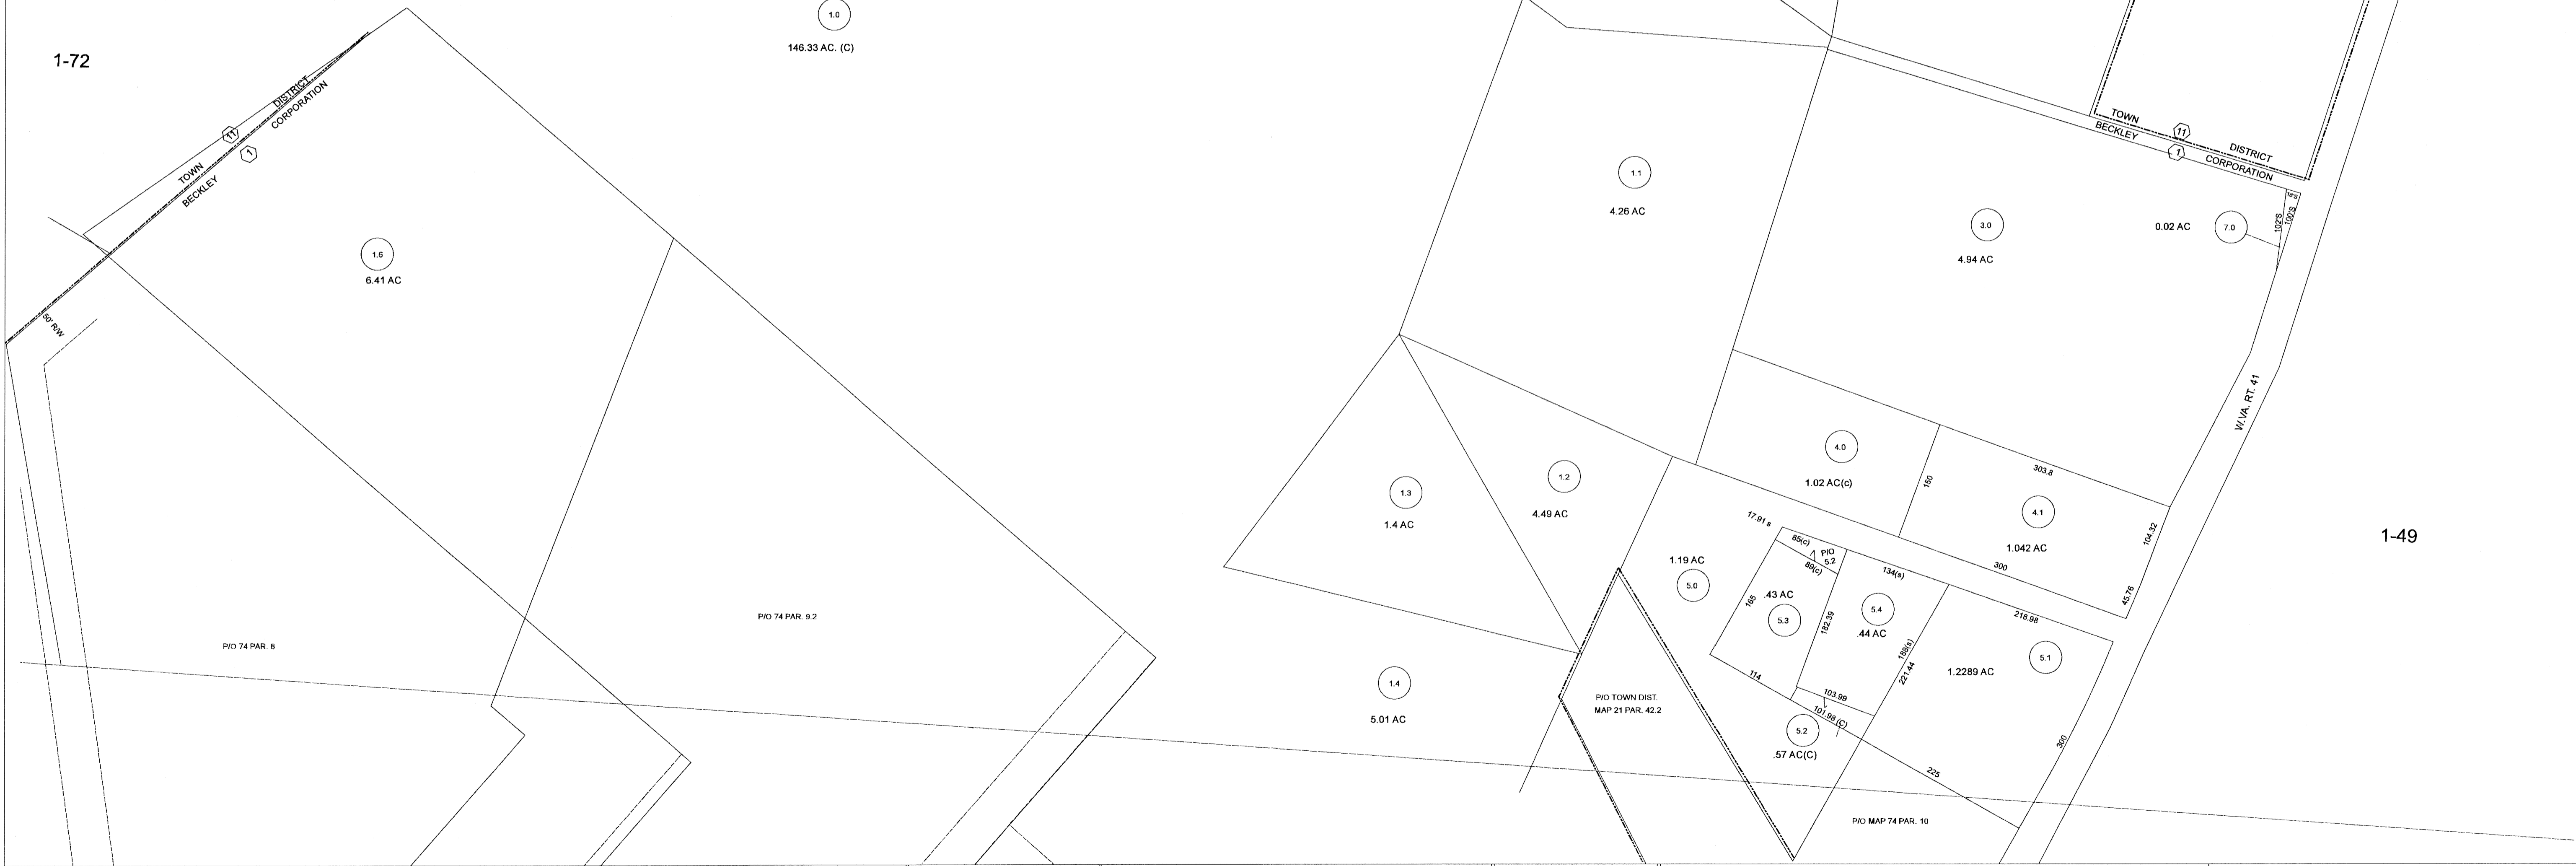 1.0
146.33 AC. (C)
1-72
DISTRICT
CORPORATION
11
1
TOWN
BECKLEY
1.6
6.41 AC
50' R/W
P/O 74 PAR. 8
P/O 74 PAR. 9.2
1.1
4.26 AC
3.0
4.94 AC
TOWN
BECKLEY
11
1
DISTRICT
CORPORATION
18'S
102'S
100'S
0.02 AC
7.0
W.VA. RT. 41
1-49
1.3
1.4 AC
1.2
4.49 AC
4.0
1.02 AC(c)
150
303.8
4.1
1.042 AC
104.32
300
45.76
17.91 s
85(c)
P/O
5.2
89(c)
1.19 AC
5.0
165
.43 AC
5.3
182.39
134(s)
5.4
.44 AC
188(s)
221.44
218.98
5.1
1.2289 AC
114
103.99
101.98 (C)
5.2
.57 AC(C)
225
300
1.4
5.01 AC
P/O TOWN DIST.
MAP 21 PAR. 42.2
P/O MAP 74 PAR. 10